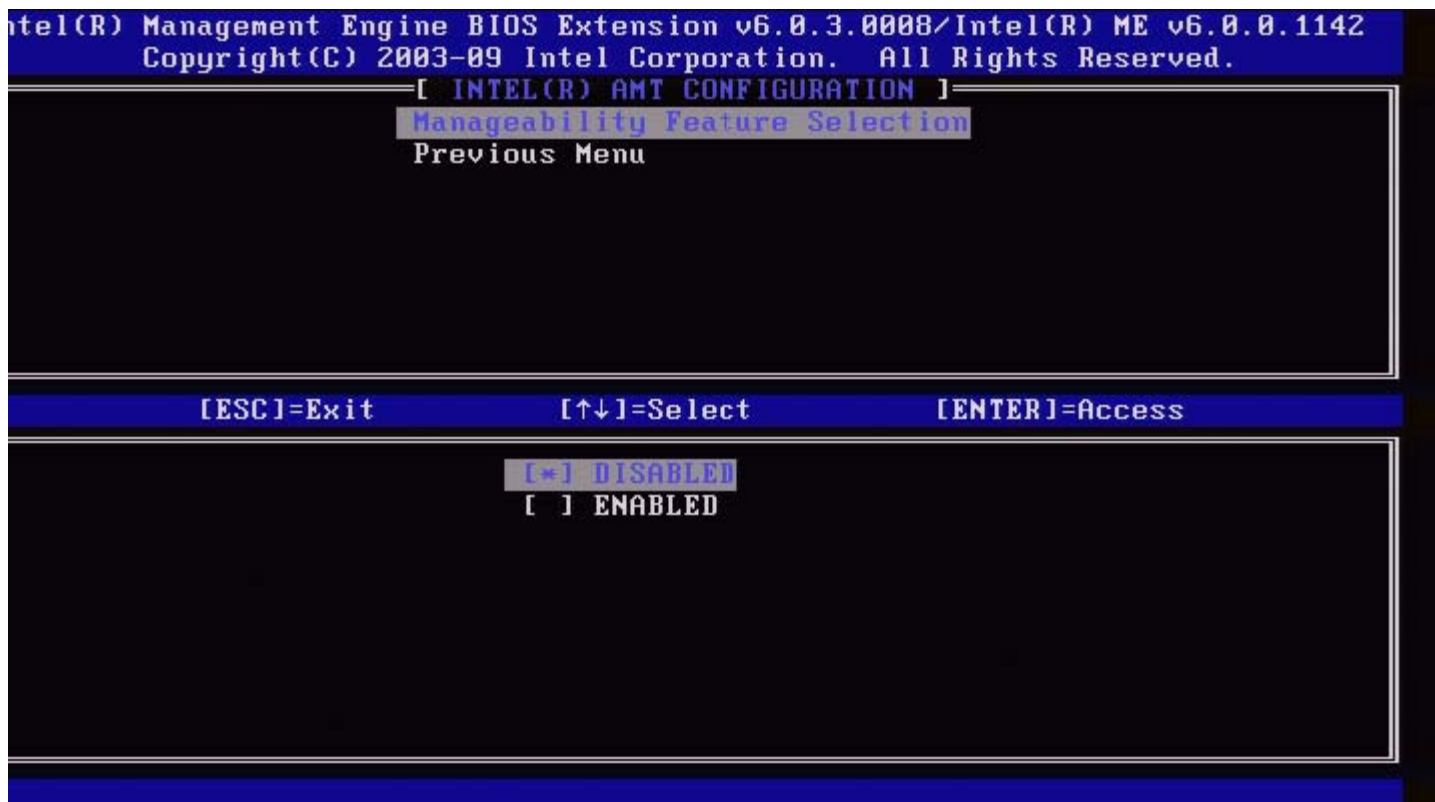 ntel(R) Management Engine BIOS Extension v6.0.3.0008/Intel(R) ME v6.0.0.1142
Copyright(C) 2003-09 Intel Corporation. All Rights Reserved.
[ INTEL(R) AMT CONFIGURATION ]
Manageability Feature Selection
Previous Menu
[ESC]=Exit [↑↓]=Select [ENTER]=Access
[*] DISABLED
[ ] ENABLED